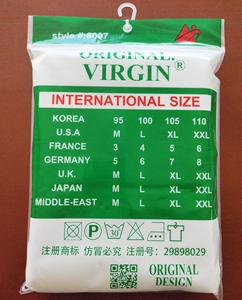 style #:8007
ORIGINAL.
VIRGIN®
INTERNATIONAL SIZE
KOREA 95 100 105 110
U.S.A M L XL XXL
FRANCE 3 4 5 6
GERMANY 5 6 7 8
U.K. M L XL XXL
JAPAN M L XL XXL
MIDDLE-EAST M L XL XXL
P 30
注册商标 仿冒必究 注册号: 29898029
ORIGINAL
DESIGN